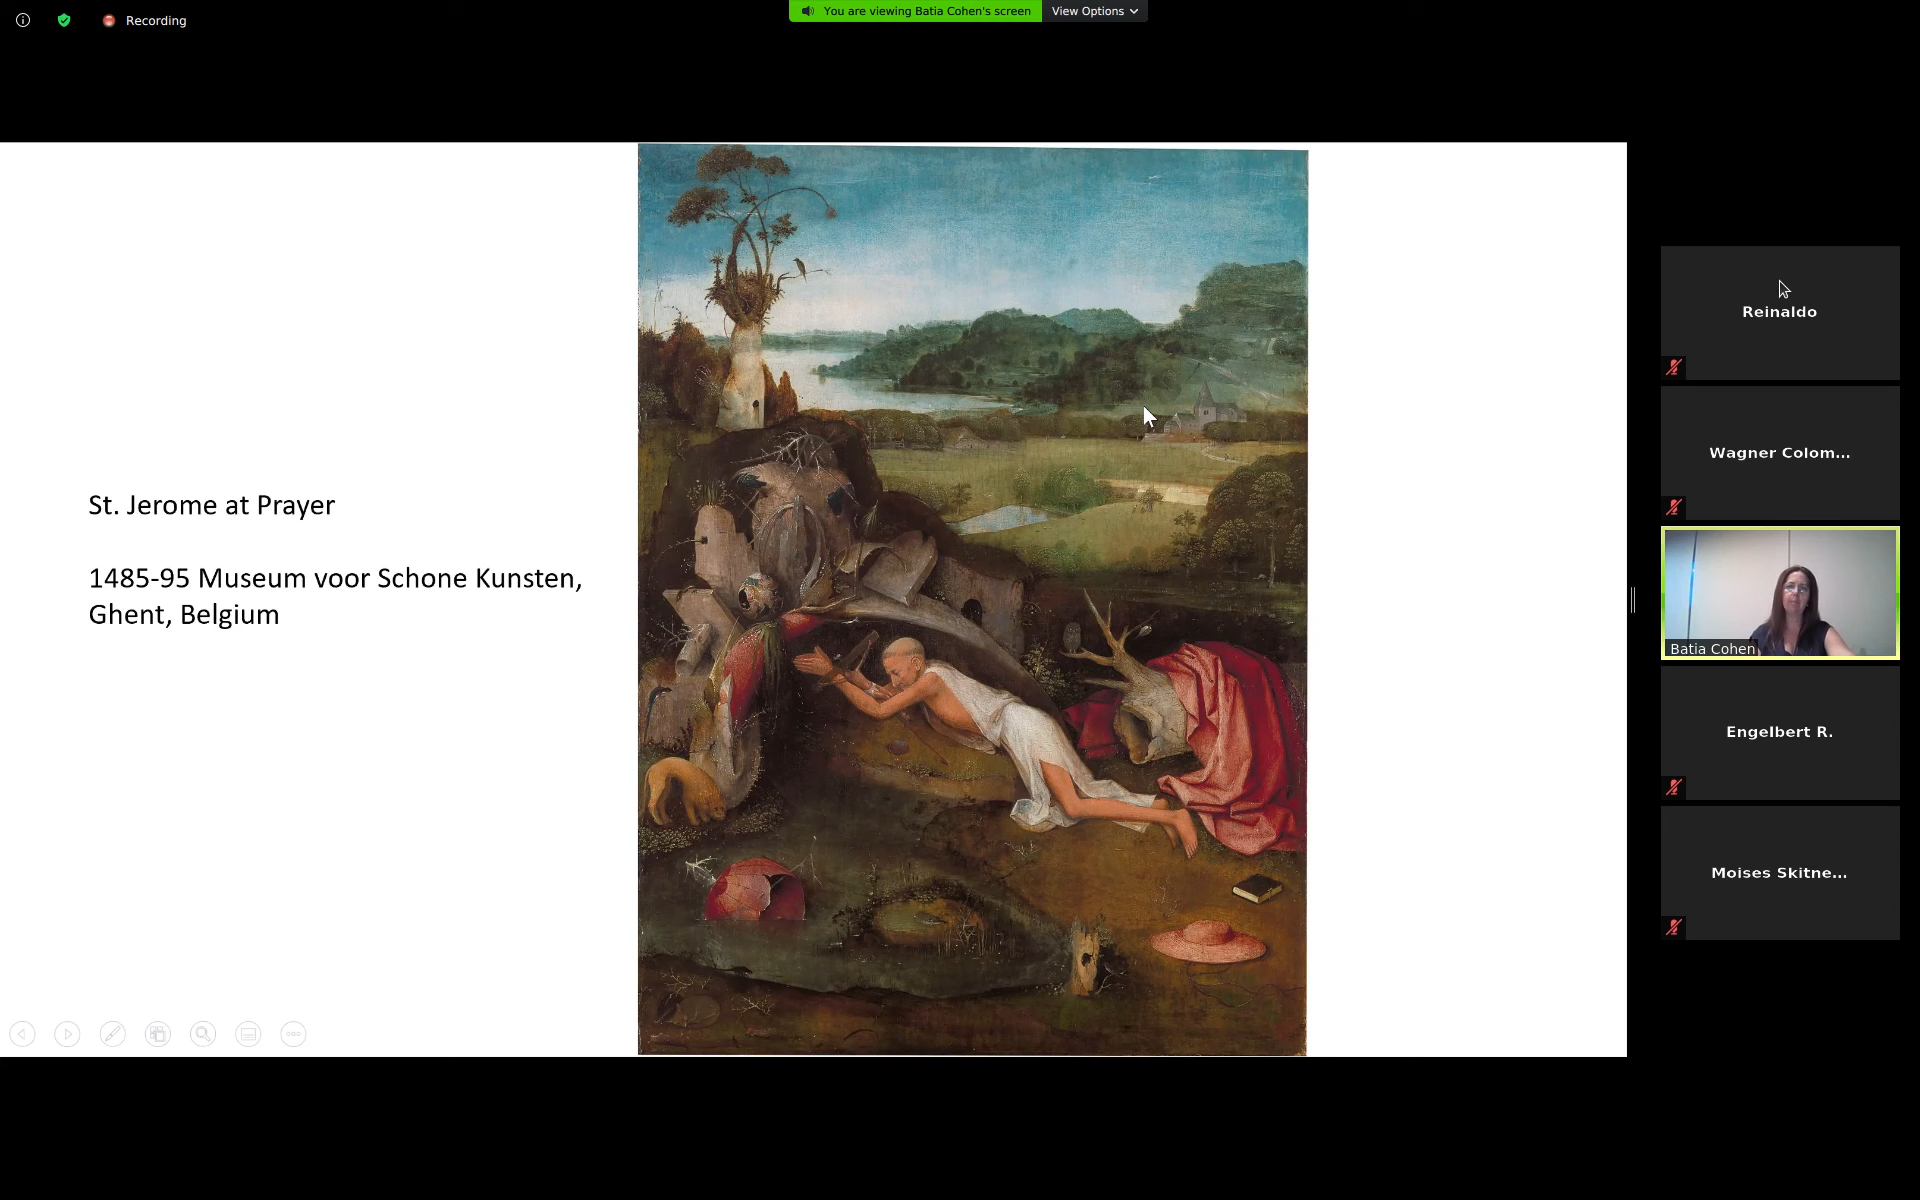 Recording
You are viewing Batia Cohen's screen
View Options
St. Jerome at Prayer
1485-95 Museum voor Schone Kunsten,
Ghent, Belgium
Reinaldo
Wagner Colom...
Batia Cohen
Engelbert R.
Moises Skitne...